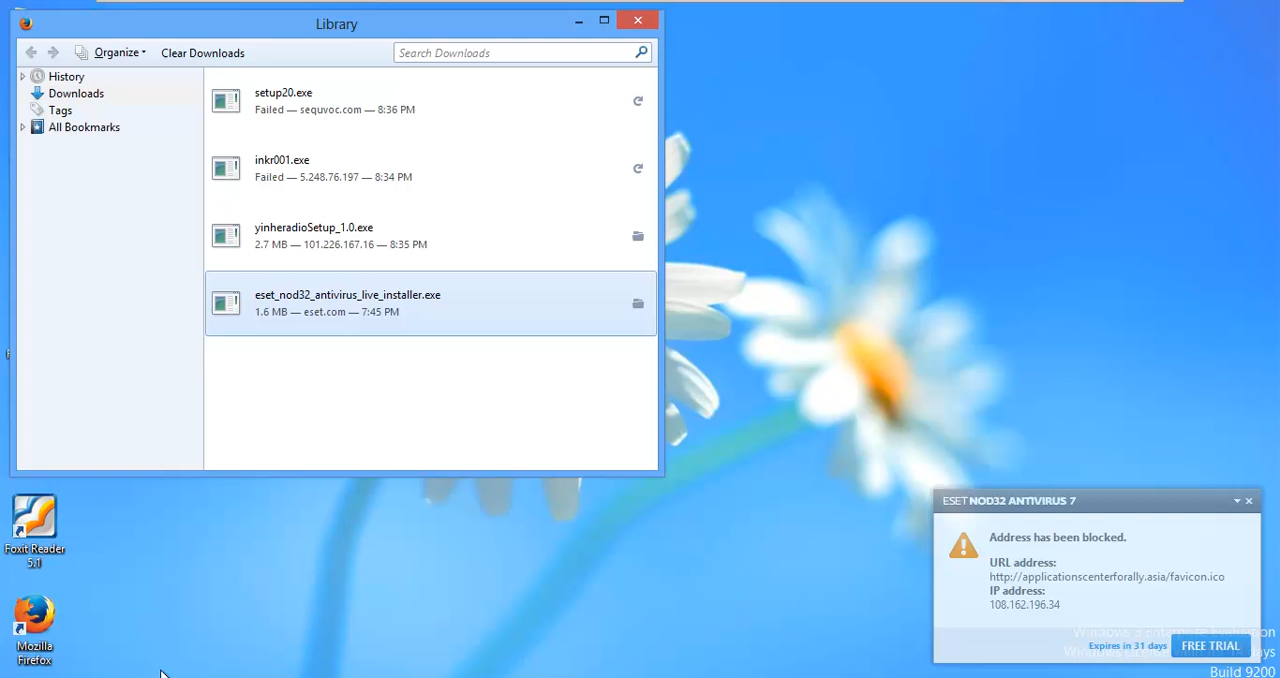 Library
Organize
Clear Downloads
Search Downloads
History
Downloads
Tags
All Bookmarks
setup20.exe
Failed — sequvoc.com — 8:36 PM
inkr001.exe
Failed — 5.248.76.197 — 8:34 PM
yinheradioSetup_1.0.exe
2.7 MB — 101.226.167.16 — 8:35 PM
eset_nod32_antivirus_live_installer.exe
1.6 MB — eset.com — 7:45 PM
Foxit Reader
5.1
Mozilla
Firefox
ESET NOD32 ANTIVIRUS 7
Address has been blocked.
URL address:
http://applicationscenterforally.asia/favicon.ico
IP address:
108.162.196.34
Expires in 31 days
FREE TRIAL
Build 9200